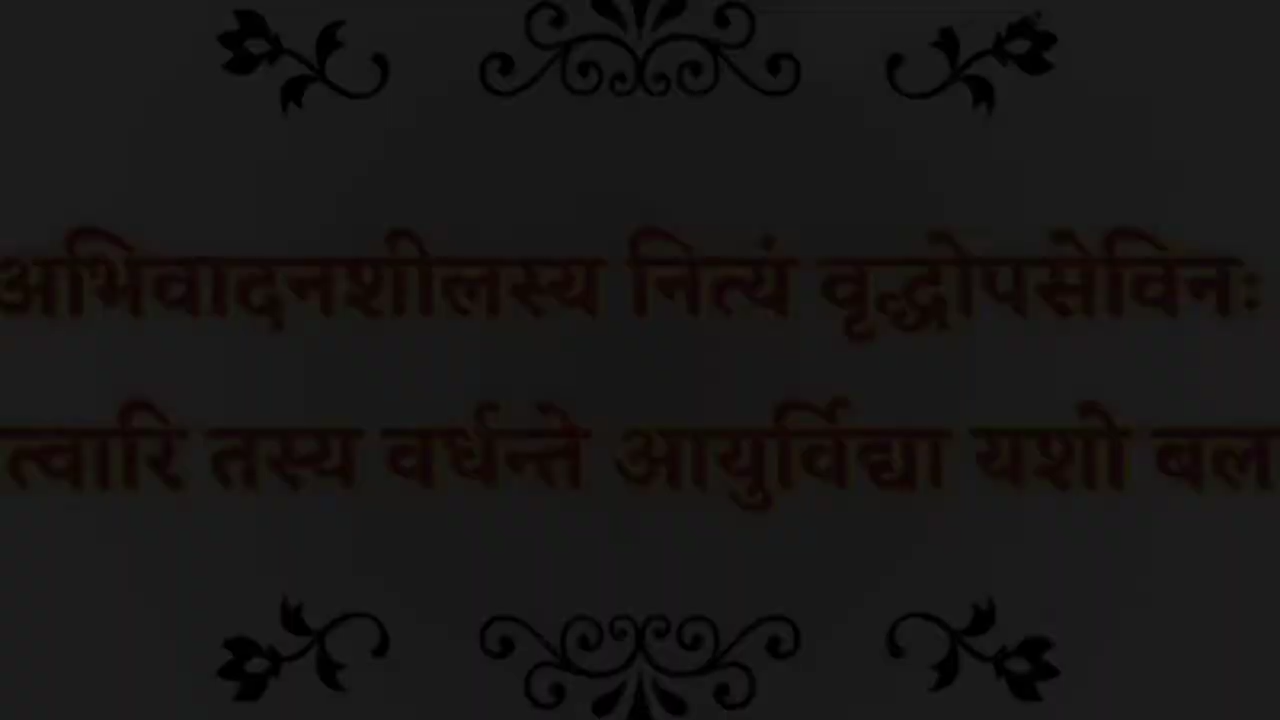 अभिवादनशीलस्य नित्यं वृद्धोपसेविनः
त्वारि तस्य वर्धन्ते आयुर्विद्या यशो बल